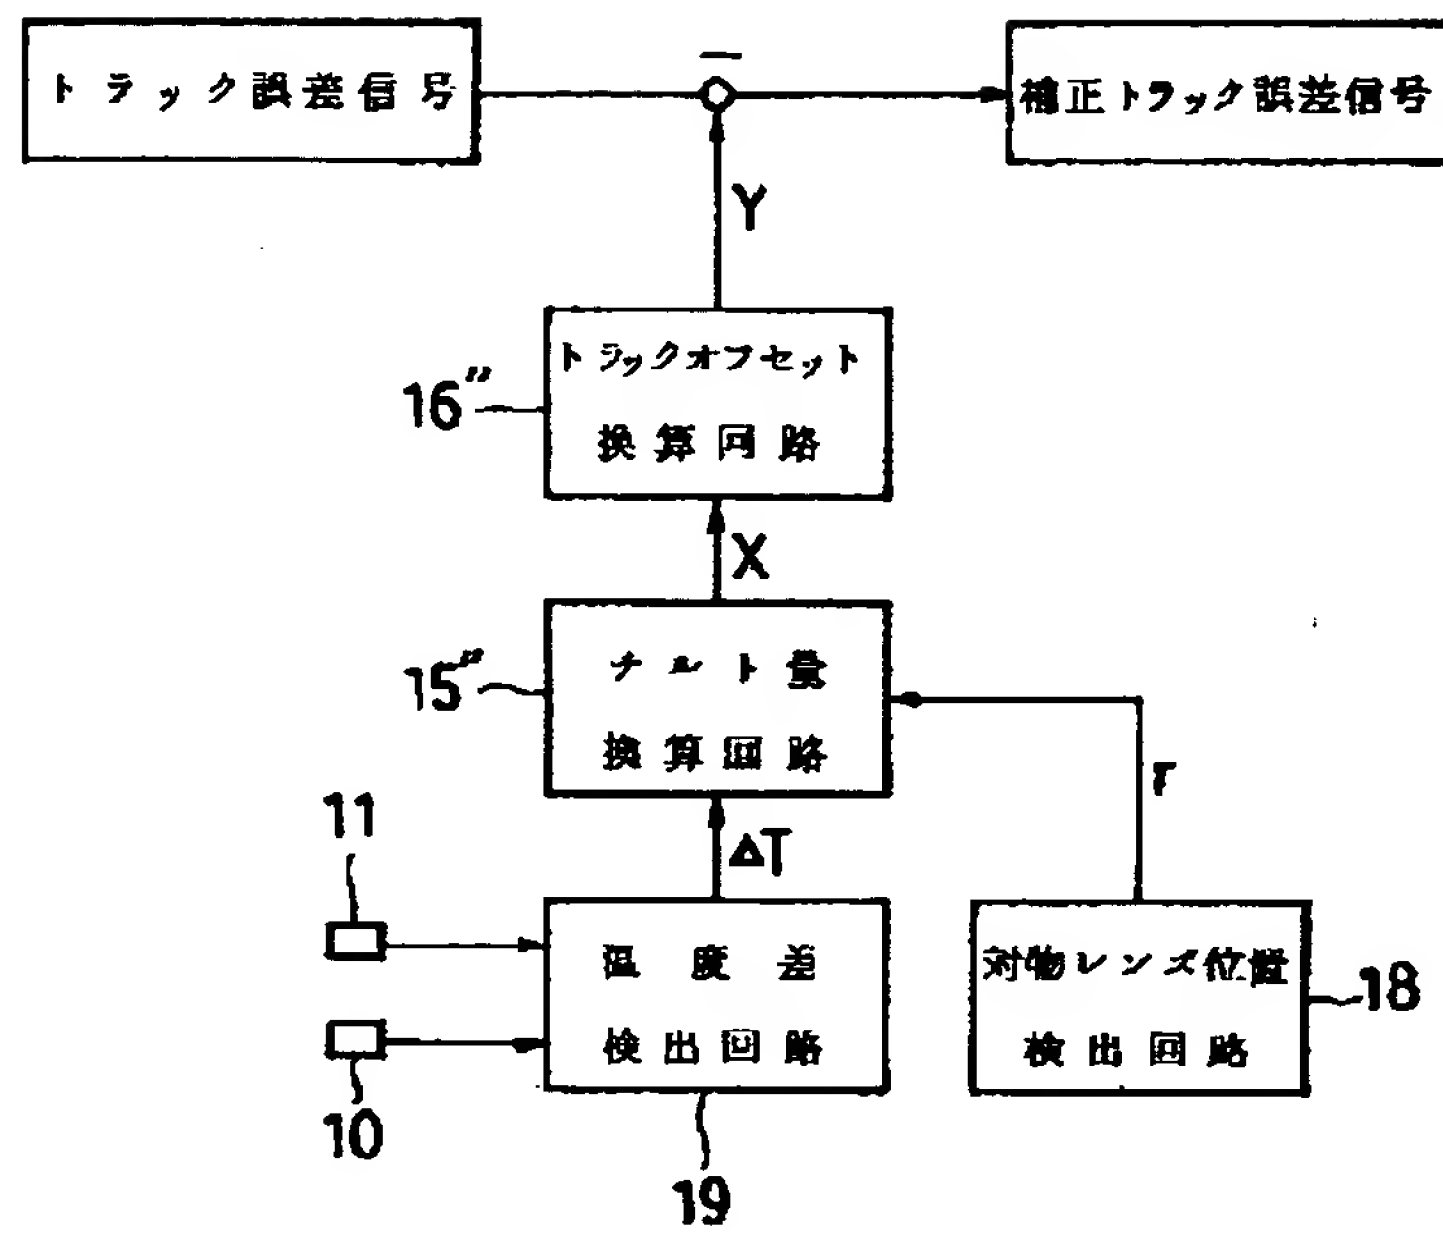 トラック誤差信号
−
補正トラック誤差信号
Y
トラックオフセット
換算回路
16"
X
チルト量
換算回路
15"
r
11
ΔT
温度差
検出回路
対物レンズ位置
検出回路
18
10
19